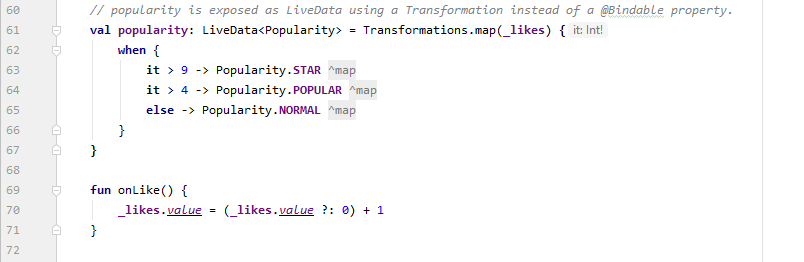 60 // popularity is exposed as LiveData using a Transformation instead of a @Bindable property.
61 val popularity: LiveData<Popularity> = Transformations.map(_likes) { it: Int!
62 when {
63 it > 9 -> Popularity.STAR ^map
64 it > 4 -> Popularity.POPULAR ^map
65 else -> Popularity.NORMAL ^map
66 }
67 }
68
69 fun onLike() {
70 _likes.value = (_likes.value ?: 0) + 1
71 }
72